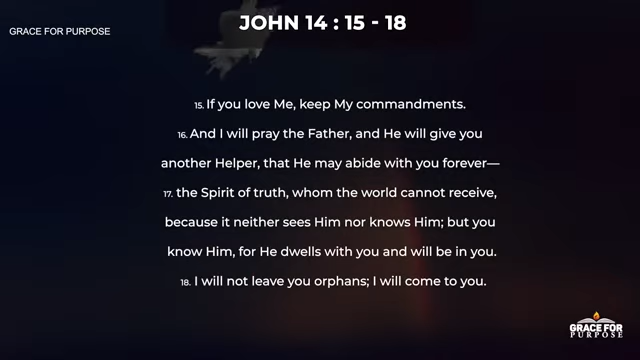 JOHN 14 : 15 - 18
GRACE FOR PURPOSE
15. If you love Me, keep My commandments.
16. And I will pray the Father, and He will give you
another Helper, that He may abide with you forever—
17. the Spirit of truth, whom the world cannot receive,
because it neither sees Him nor knows Him; but you
know Him, for He dwells with you and will be in you.
18. I will not leave you orphans; I will come to you.
GRACE FOR
PURPOSE